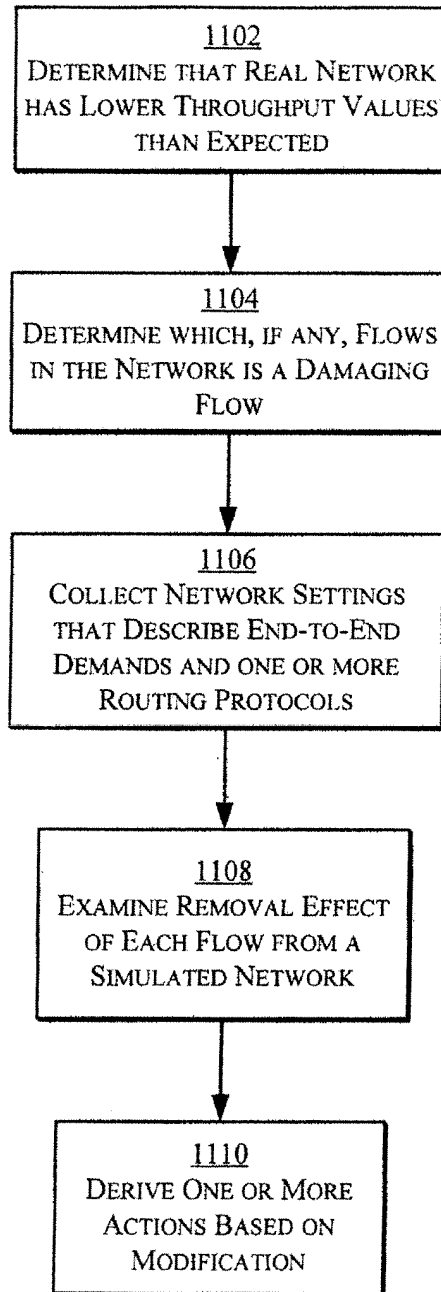 1102
DETERMINE THAT REAL NETWORK
HAS LOWER THROUGHPUT VALUES
THAN EXPECTED
1104
DETERMINE WHICH, IF ANY, FLOWS
IN THE NETWORK IS A DAMAGING
FLOW
1106
COLLECT NETWORK SETTINGS
THAT DESCRIBE END-TO-END
DEMANDS AND ONE OR MORE
ROUTING PROTOCOLS
1108
EXAMINE REMOVAL EFFECT
OF EACH FLOW FROM A
SIMULATED NETWORK
1110
DERIVE ONE OR MORE
ACTIONS BASED ON
MODIFICATION